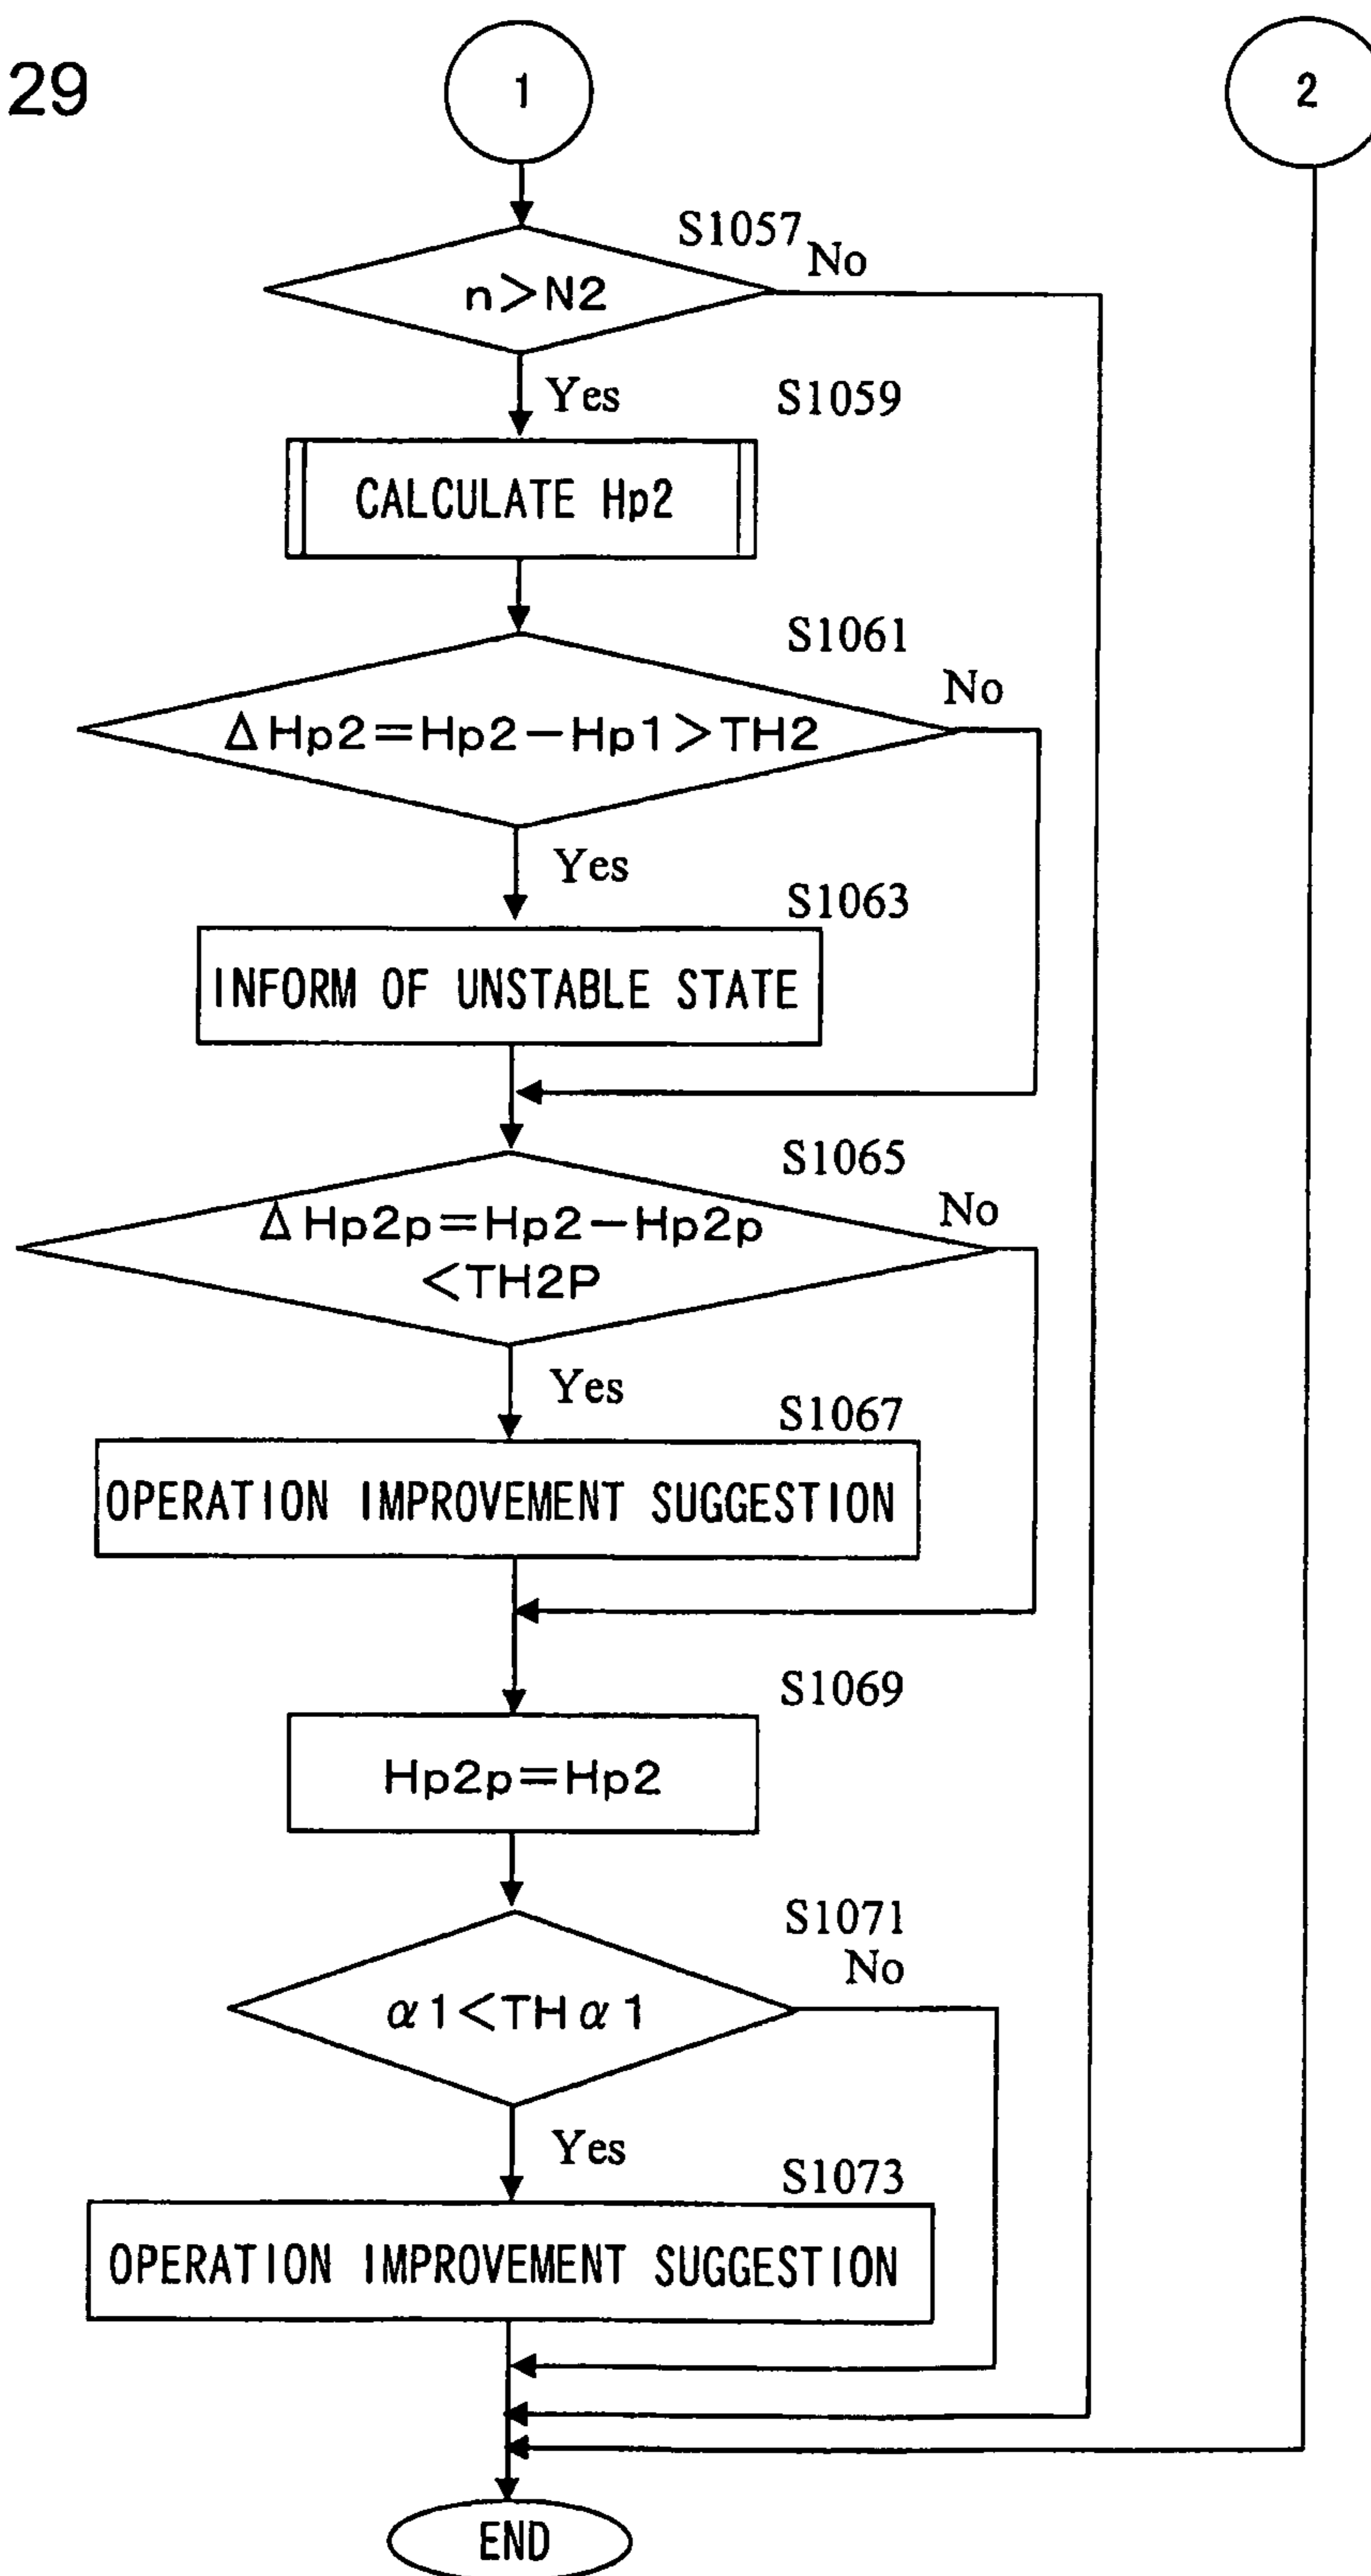 29
1
2
S1057
No
n>N2
Yes
S1059
CALCULATE Hp2
S1061
No
ΔHp2=Hp2-Hp1>TH2
Yes
S1063
INFORM OF UNSTABLE STATE
S1065
No
ΔHp2p=Hp2-Hp2p
<TH2P
Yes
S1067
OPERATION IMPROVEMENT SUGGESTION
S1069
Hp2p=Hp2
S1071
No
α1<THα1
Yes
S1073
OPERATION IMPROVEMENT SUGGESTION
END